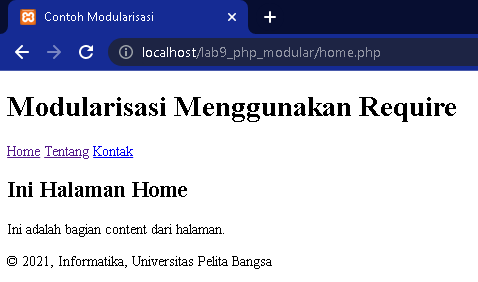 Contoh Modularisasi
localhost/lab9_php_modular/home.php
Modularisasi Menggunakan Require
Home Tentang Kontak
Ini Halaman Home
Ini adalah bagian content dari halaman.
© 2021, Informatika, Universitas Pelita Bangsa